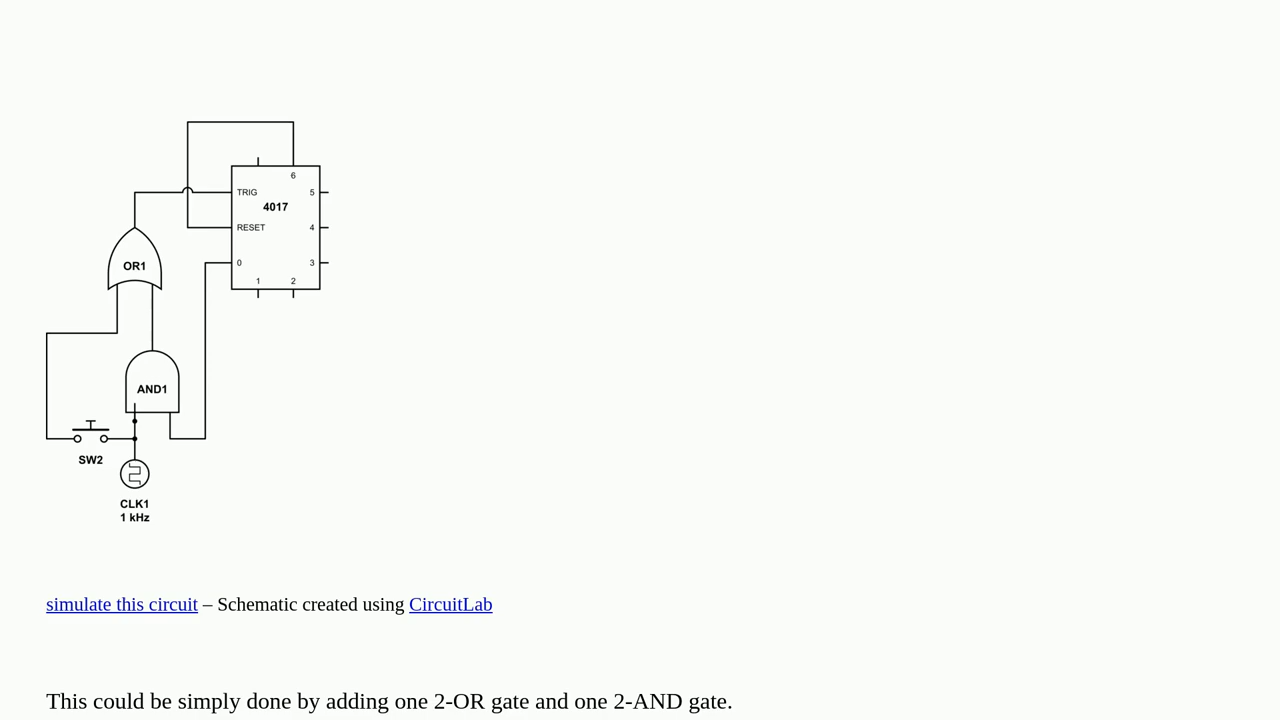 6
TRIG
5
4017
RESET
4
OR1
0
3
1
2
AND1
SW2
CLK1
1 kHz
simulate this circuit – Schematic created using CircuitLab
This could be simply done by adding one 2-OR gate and one 2-AND gate.